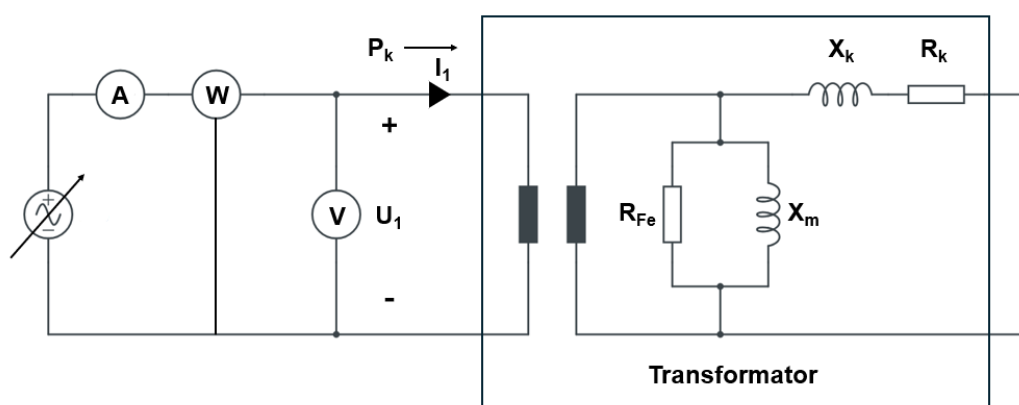 P_k
I_1
X_k
R_k
A
W
+
V
U_1
R_Fe
X_m
-
+
-
Transformator